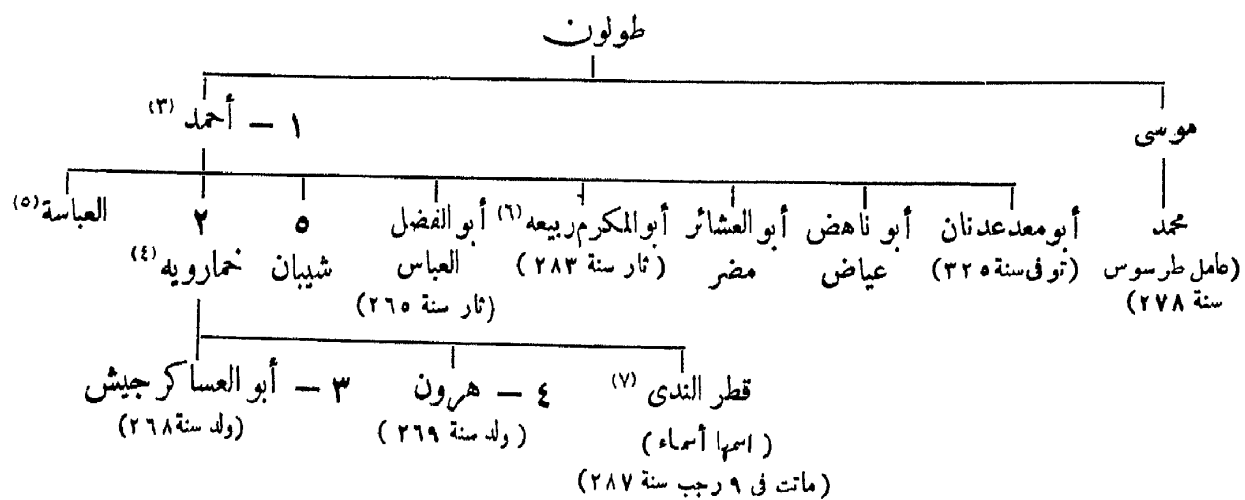 طولون
موسى
١ — أحمد (٣)
محمد
(عامل طرسوس
سنة ٢٧٨)
أبو معد عدنان
(توفى سنة ٣٢٥)
أبو ناهض
عياض
أبو العشائر
مضر
أبو المكرم ربيعه (٦)
(ثار سنة ٢٨٣)
أبو الفضل
العباس
(ثار سنة ٢٦٥)
٥
شيبان
٢
خمارويه (٤)
العباسة (٥)
قطر الندى (٧)
(اسمها أسماء)
(ماتت فى ٩ رجب سنة ٢٨٧)
٤ — هرون
(ولد سنة ٢٦٩)
٣ — أبو العساكر جيش
(ولد سنة ٢٦٨)